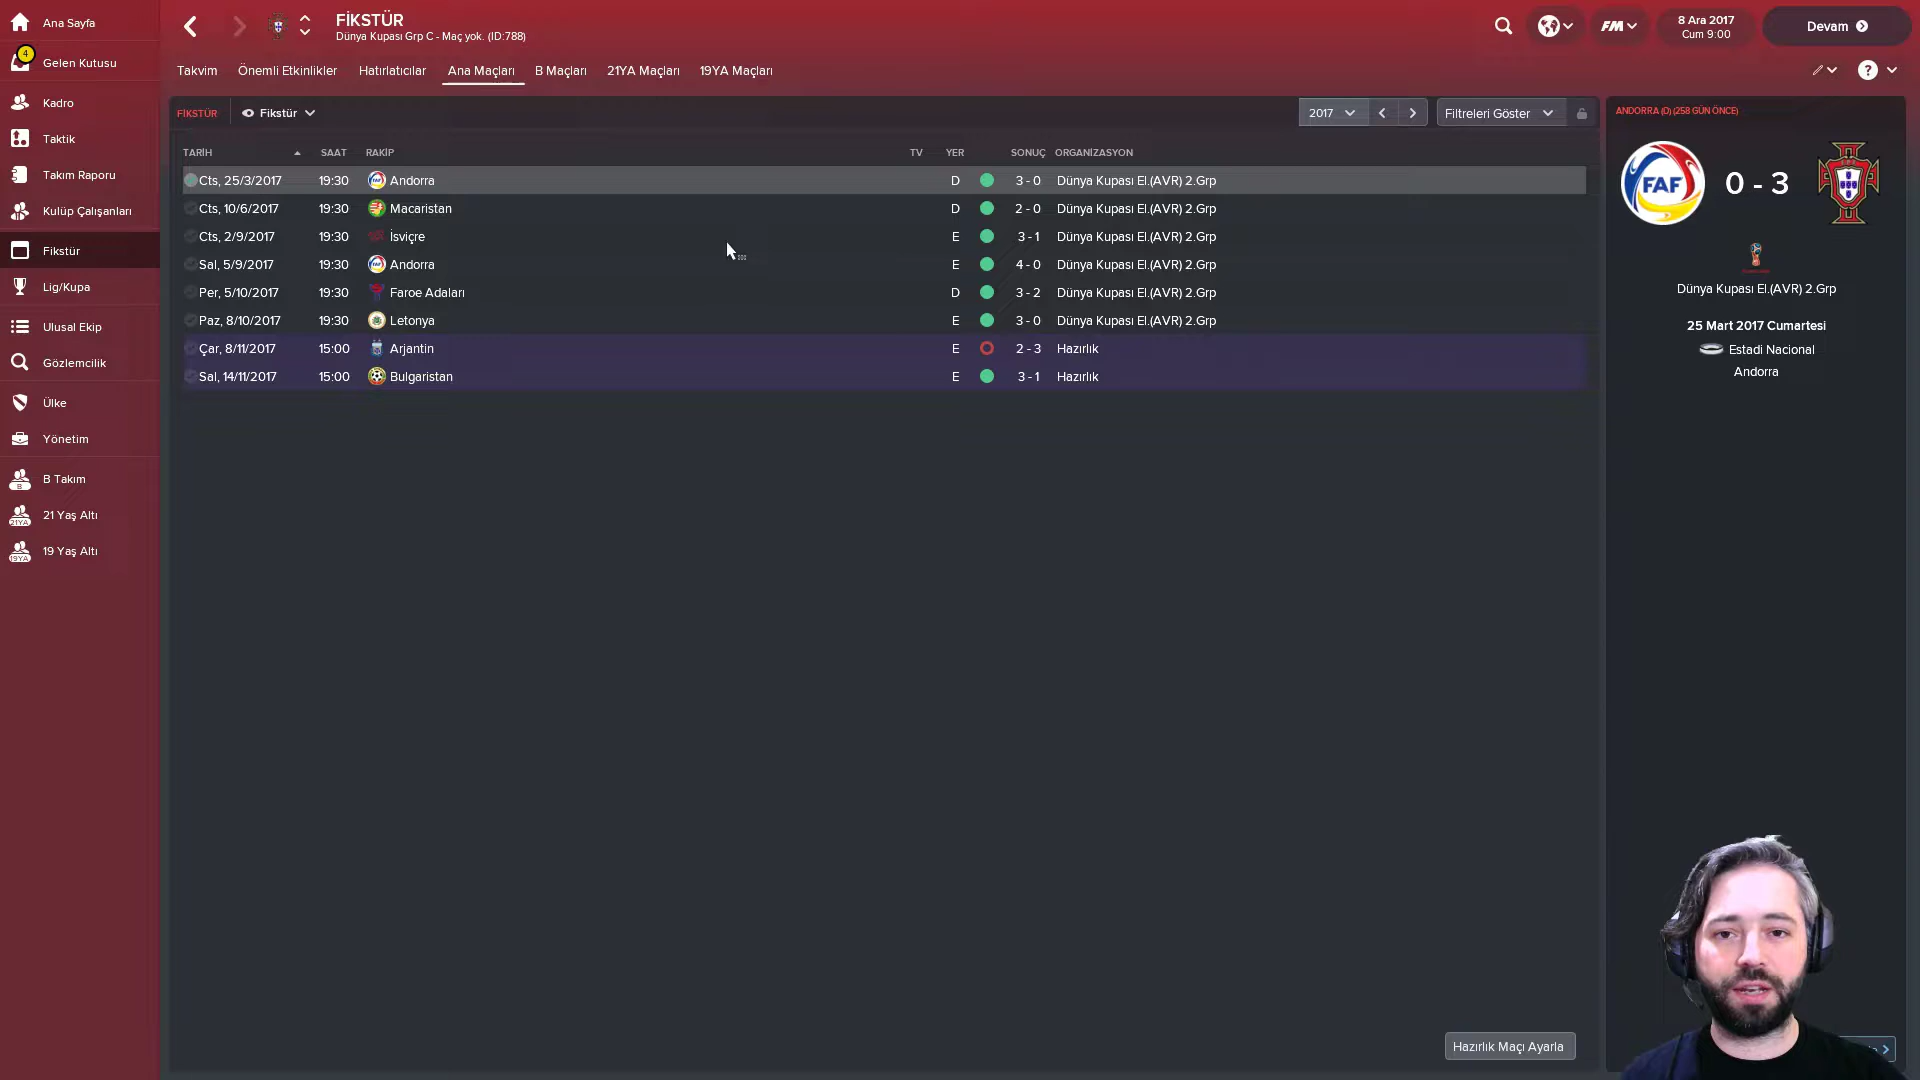 Ana Sayfa
4
Gelen Kutusu
Kadro
Taktik
Takım Raporu
Kulüp Çalışanları
Fikstür
Lig/Kupa
Ulusal Ekip
Gözlemcilik
Ülke
Yönetim
B
B Takım
21YA
21 Yaş Altı
19YA
19 Yaş Altı
FİKSTÜR
Dünya Kupası Grp C - Maç yok. (ID:788)
FM
8 Ara 2017
Cum 9:00
Devam
Takvim Önemli Etkinlikler Hatırlatıcılar Ana Maçları B Maçları 21YA Maçları 19YA Maçları
?
FİKSTÜR Fikstür 2017 Filtreleri Göster
TARİH SAAT RAKİP TV YER SONUÇ ORGANİZASYON
Cts, 25/3/2017 19:30 Andorra D 3 - 0 Dünya Kupası El.(AVR) 2.Grp
Cts, 10/6/2017 19:30 Macaristan D 2 - 0 Dünya Kupası El.(AVR) 2.Grp
Cts, 2/9/2017 19:30 İsviçre E 3 - 1 Dünya Kupası El.(AVR) 2.Grp
Sal, 5/9/2017 19:30 Andorra E 4 - 0 Dünya Kupası El.(AVR) 2.Grp
Per, 5/10/2017 19:30 Faroe Adaları D 3 - 2 Dünya Kupası El.(AVR) 2.Grp
Paz, 8/10/2017 19:30 Letonya E 3 - 0 Dünya Kupası El.(AVR) 2.Grp
Çar, 8/11/2017 15:00 Arjantin E 2 - 3 Hazırlık
Sal, 14/11/2017 15:00 Bulgaristan E 3 - 1 Hazırlık
Hazırlık Maçı Ayarla
ANDORRA (D) (258 GÜN ÖNCE)
FAF 0 - 3
Dünya Kupası El.(AVR) 2.Grp
25 Mart 2017 Cumartesi
Estadi Nacional
Andorra